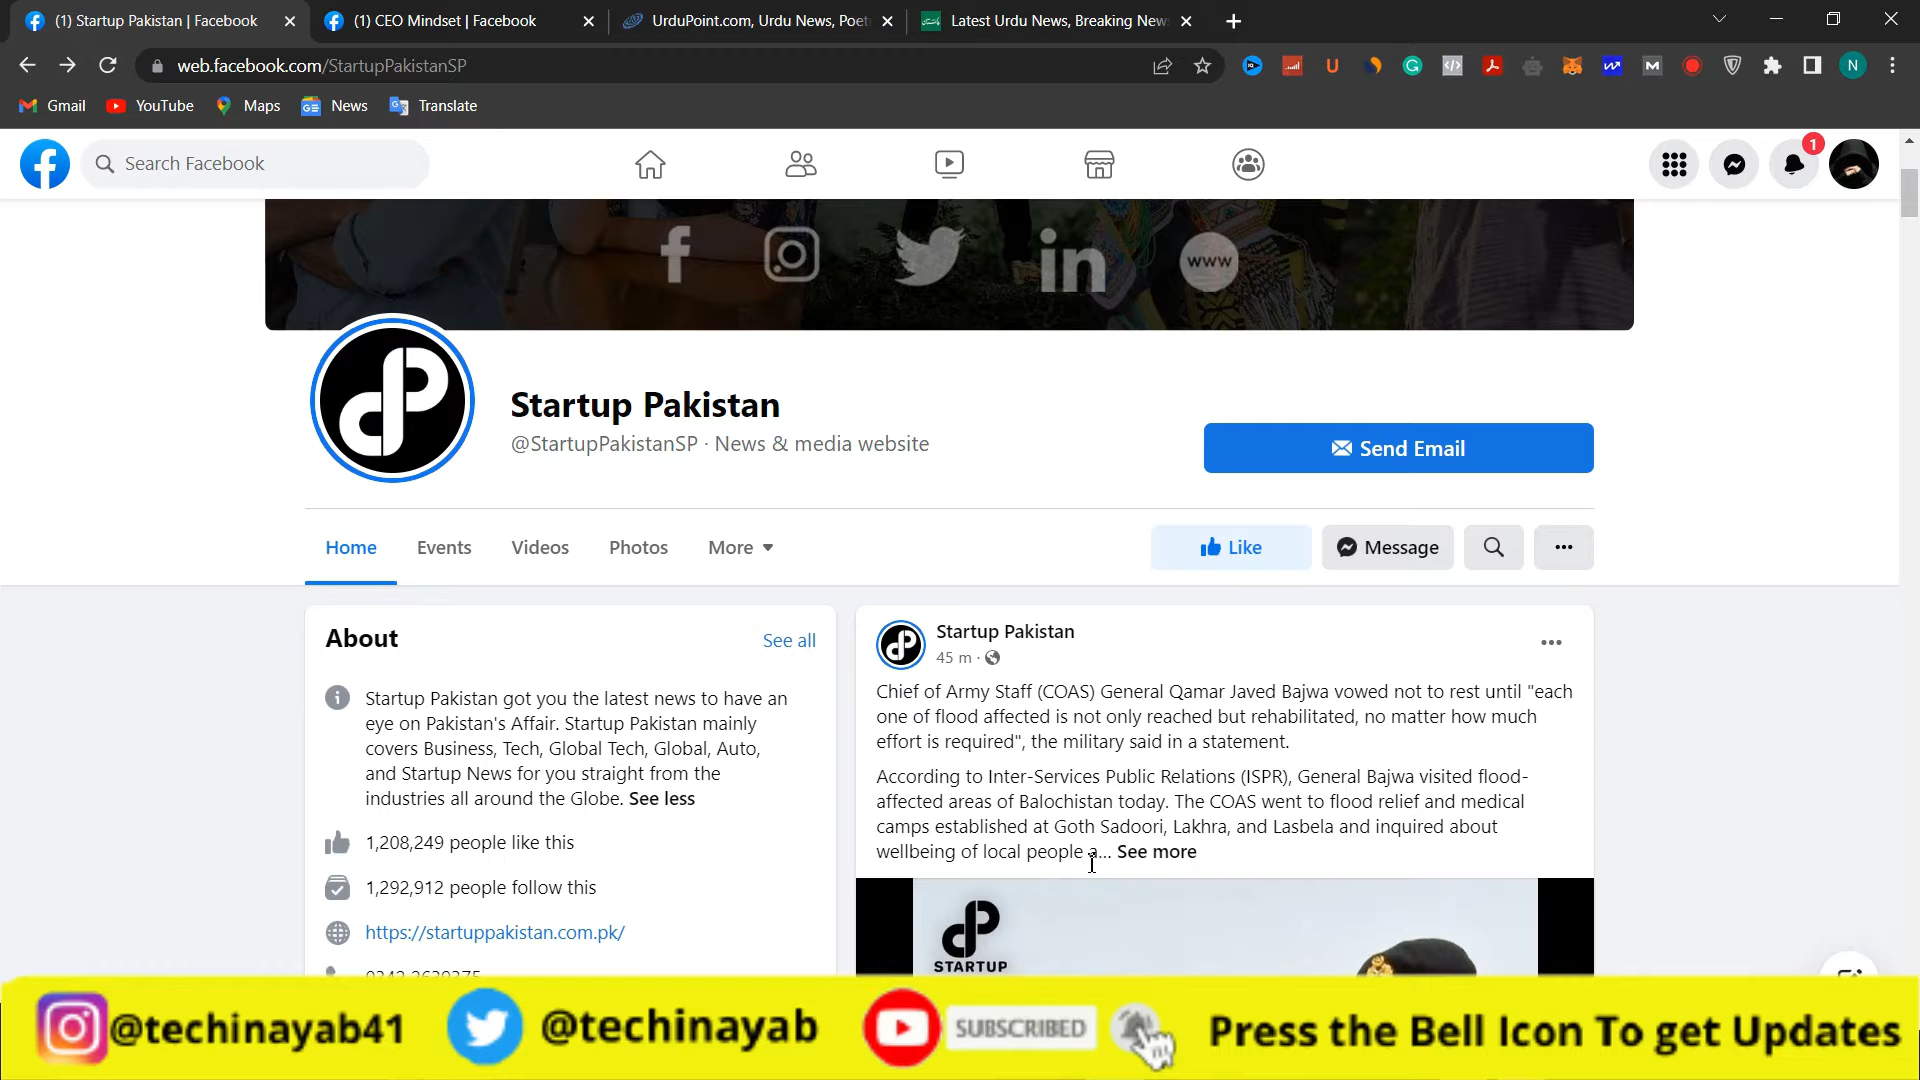 (1) Startup Pakistan | Facebook
(1) CEO Mindset | Facebook
UrduPoint.com, Urdu News, Poet
Latest Urdu News, Breaking New
web.facebook.com/StartupPakistanSP
N
Gmail
YouTube
Maps
News
Translate
Search Facebook
1
WWW
Startup Pakistan
@StartupPakistanSP · News & media website
Send Email
Home
Events
Videos
Photos
More
Like
Message
About
See all
Startup Pakistan got you the latest news to have an
eye on Pakistan's Affair. Startup Pakistan mainly
covers Business, Tech, Global Tech, Global, Auto,
and Startup News for you straight from the
industries all around the Globe. See less
1,208,249 people like this
1,292,912 people follow this
https://startuppakistan.com.pk/
Startup Pakistan
45 m ·
Chief of Army Staff (COAS) General Qamar Javed Bajwa vowed not to rest until "each
one of flood affected is not only reached but rehabilitated, no matter how much
effort is required", the military said in a statement.
According to Inter-Services Public Relations (ISPR), General Bajwa visited flood-
affected areas of Balochistan today. The COAS went to flood relief and medical
camps established at Goth Sadoori, Lakhra, and Lasbela and inquired about
wellbeing of local people a... See more
STARTUP
@techinayab41
@techinayab
SUBSCRIBED
Press the Bell Icon To get Updates